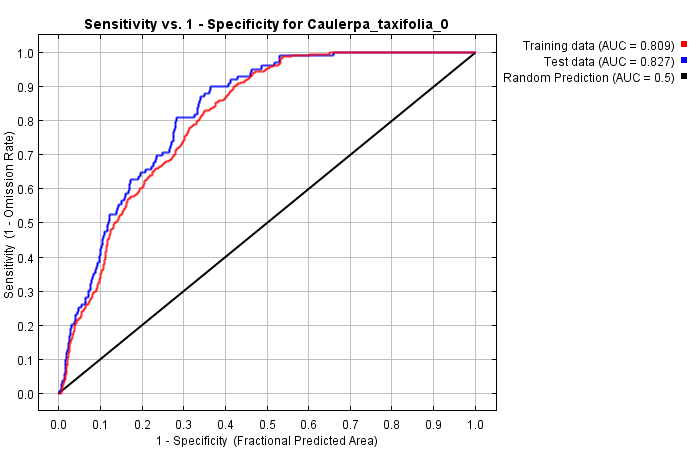 Sensitivity vs. 1 - Specificity for Caulerpa_taxifolia_0
Training data (AUC = 0.809)
Test data (AUC = 0.827)
Random Prediction (AUC = 0.5)
Sensitivity (1 - Omission Rate)
1.0
0.9
0.8
0.7
0.6
0.5
0.4
0.3
0.2
0.1
0.0
0.0 0.1 0.2 0.3 0.4 0.5 0.6 0.7 0.8 0.9 1.0
1 - Specificity (Fractional Predicted Area)